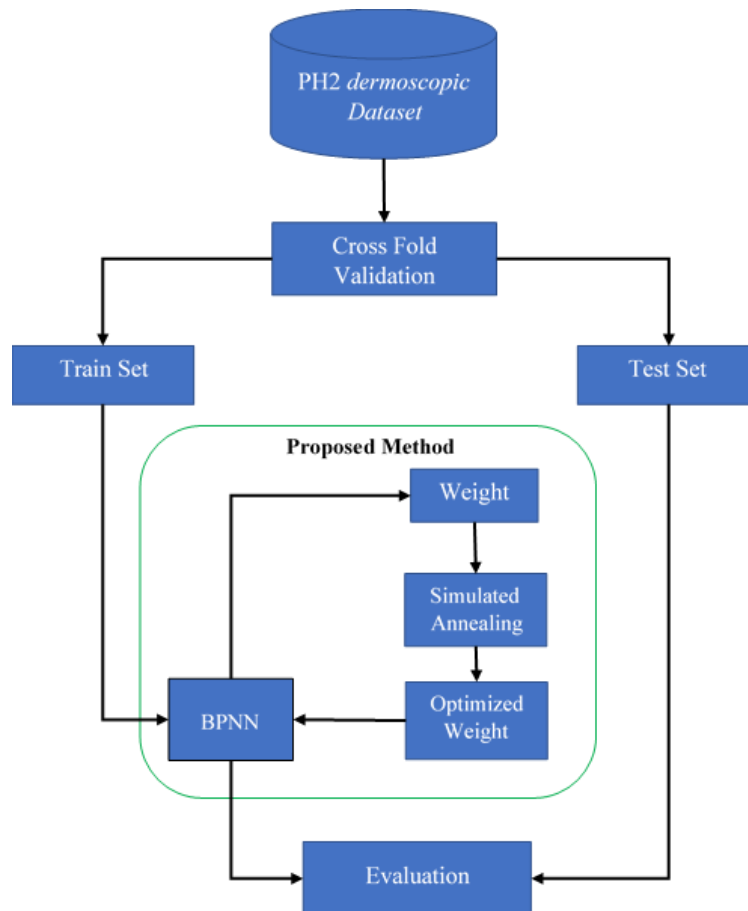 PH2 dermoscopic
Dataset
Cross Fold
Validation
Train Set
Test Set
Proposed Method
Weight
Simulated
Annealing
Optimized
Weight
BPNN
Evaluation